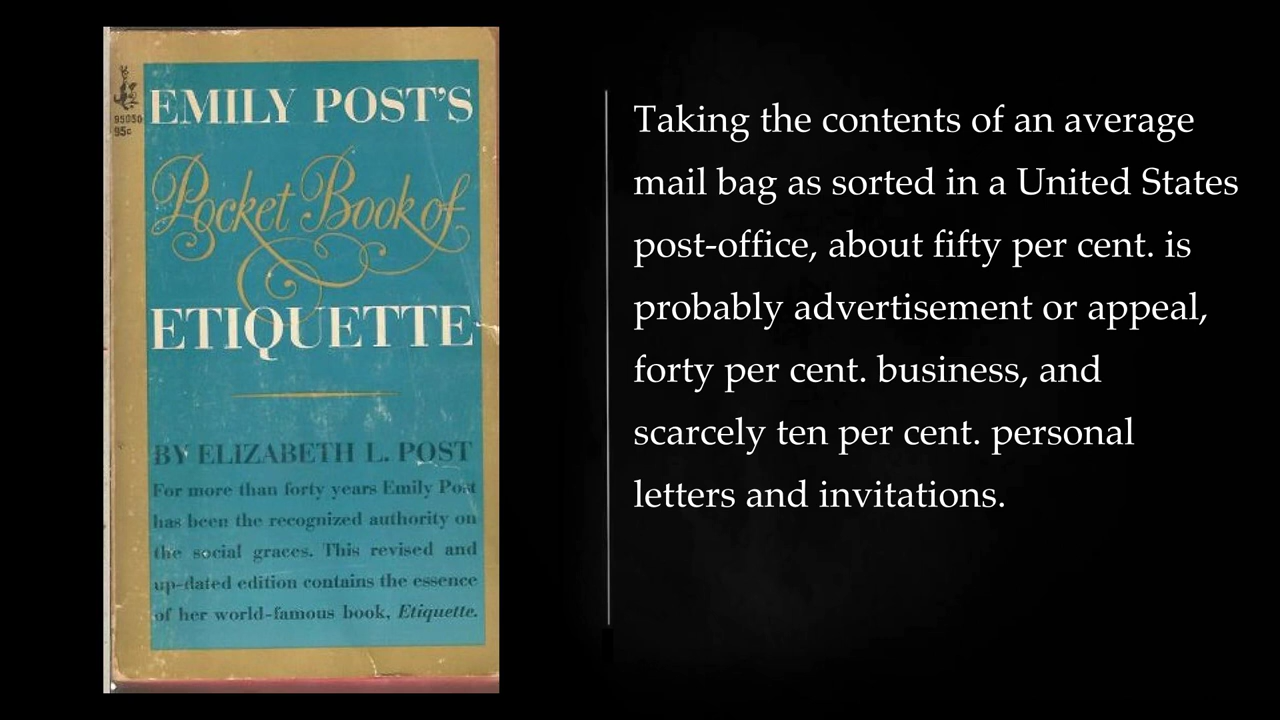 EMILY POST'S
95050
95c
Pocket Book of
ETIQUETTE
BY ELIZABETH L. POST
For more than forty years Emily Post
has been the recognized authority on
the social graces. This revised and
up-dated edition contains the essence
of her world-famous book, Etiquette.
Taking the contents of an average
mail bag as sorted in a United States
post-office, about fifty per cent. is
probably advertisement or appeal,
forty per cent. business, and
scarcely ten per cent. personal
letters and invitations.